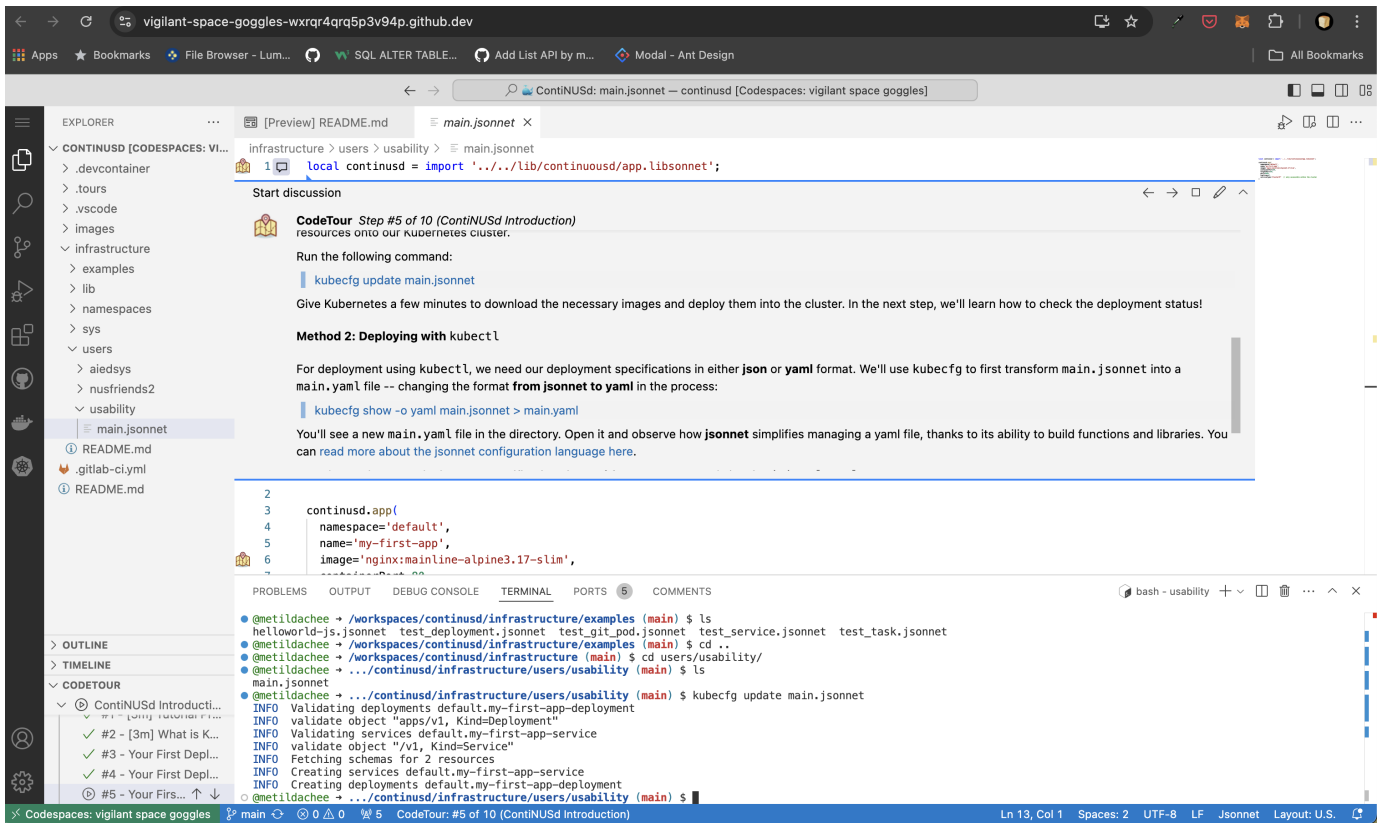 vigilant-space-goggles-wxrqr4qrq5p3v94p.github.dev
Apps Bookmarks File Browser - Lum... SQL ALTER TABLE... Add List API by m... Modal - Ant Design All Bookmarks
ContiNUSd: main.jsonnet — continusd [Codespaces: vigilant space goggles]
EXPLORER
CONTINUSD [CODESPACES: VI...
.devcontainer
.tours
.vscode
images
infrastructure
examples
lib
namespaces
sys
users
aiedsys
nusfriends2
usability
main.jsonnet
README.md
.gitlab-ci.yml
README.md
OUTLINE
TIMELINE
CODETOUR
ContiNUSd Introducti...
#1 - [3m] Tutorial Pr...
#2 - [3m] What is K...
#3 - Your First Depl...
#4 - Your First Depl...
#5 - Your Firs...
[Preview] README.md main.jsonnet
infrastructure > users > usability > main.jsonnet
1 local continusd = import '../../lib/continuousd/app.libsonnet';
Start discussion
CodeTour Step #5 of 10 (ContiNUSd Introduction)
resources onto our Kubernetes cluster.
Run the following command:
kubecfg update main.jsonnet
Give Kubernetes a few minutes to download the necessary images and deploy them into the cluster. In the next step, we'll learn how to check the deployment status!
Method 2: Deploying with kubectl
For deployment using kubectl, we need our deployment specifications in either json or yaml format. We'll use kubecfg to first transform main.jsonnet into a
main.yaml file -- changing the format from jsonnet to yaml in the process:
kubecfg show -o yaml main.jsonnet > main.yaml
You'll see a new main.yaml file in the directory. Open it and observe how jsonnet simplifies managing a yaml file, thanks to its ability to build functions and libraries. You
can read more about the jsonnet configuration language here.
2
3 continusd.app(
4 namespace='default',
5 name='my-first-app',
6 image='nginx:mainline-alpine3.17-slim',
PROBLEMS OUTPUT DEBUG CONSOLE TERMINAL PORTS 5 COMMENTS
bash - usability
@metildachee → /workspaces/continusd/infrastructure/examples (main) $ ls
helloworld-js.jsonnet test_deployment.jsonnet test_git_pod.jsonnet test_service.jsonnet test_task.jsonnet
@metildachee → /workspaces/continusd/infrastructure/examples (main) $ cd ..
@metildachee → /workspaces/continusd/infrastructure (main) $ cd users/usability/
@metildachee → .../continusd/infrastructure/users/usability (main) $ ls
main.jsonnet
@metildachee → .../continusd/infrastructure/users/usability (main) $ kubecfg update main.jsonnet
INFO Validating deployments default.my-first-app-deployment
INFO validate object "apps/v1, Kind=Deployment"
INFO Validating services default.my-first-app-service
INFO validate object "/v1, Kind=Service"
INFO Fetching schemas for 2 resources
INFO Creating services default.my-first-app-service
INFO Creating deployments default.my-first-app-deployment
@metildachee → .../continusd/infrastructure/users/usability (main) $
Codespaces: vigilant space goggles main 0 0 5 CodeTour: #5 of 10 (ContiNUSd Introduction) Ln 13, Col 1 Spaces: 2 UTF-8 LF Jsonnet Layout: U.S.